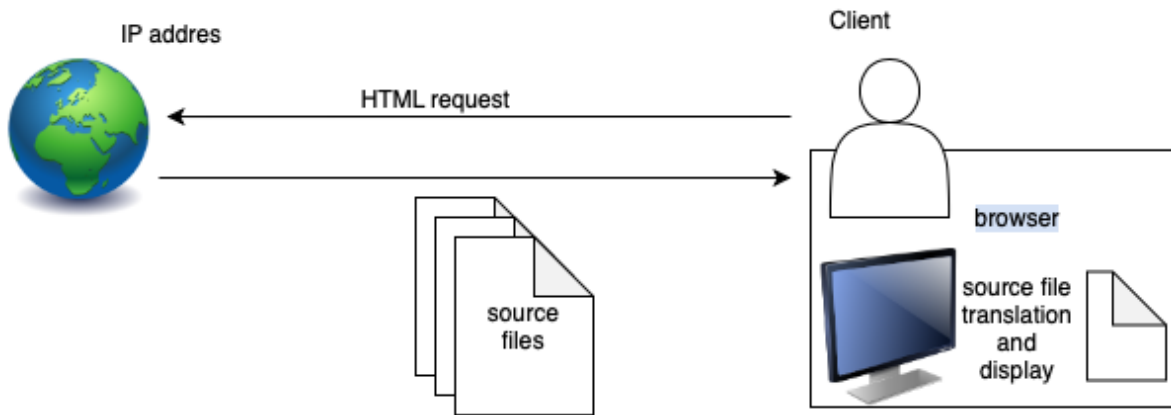 IP addres
Client
HTML request
browser
source
files
source file
translation
and
display